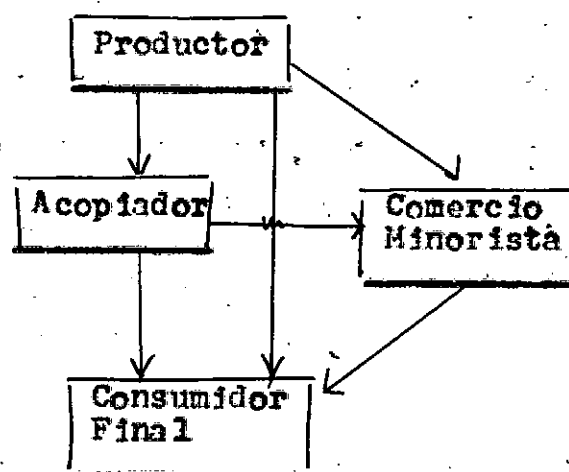 Productor
Acopiador
Comercio
Minorista
Consumidor
Final